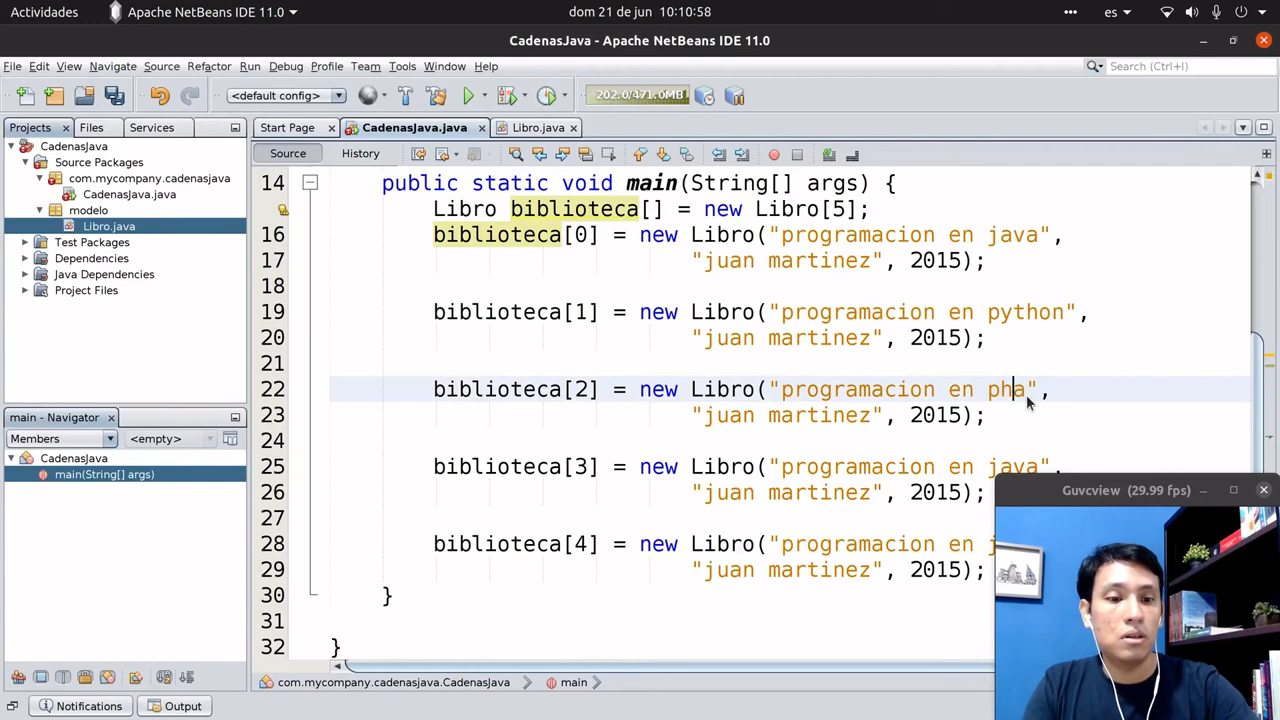 Actividades Apache NetBeans IDE 11.0 dom 21 de jun 10:10:58 es
CadenasJava - Apache NetBeans IDE 11.0
File Edit View Navigate Source Refactor Run Debug Profile Team Tools Window Help Search (Ctrl+I)
<default config> 202.0/471.0MB
Projects Files Services Start Page CadenasJava.java Libro.java
CadenasJava
Source Packages
com.mycompany.cadenasjava
CadenasJava.java
modelo
Libro.java
Test Packages
Dependencies
Java Dependencies
Project Files
main - Navigator
Members <empty>
CadenasJava
main(String[] args)
Source History
14 public static void main(String[] args) {
Libro biblioteca[] = new Libro[5];
16 biblioteca[0] = new Libro("programacion en java",
17 "juan martinez", 2015);
18
19 biblioteca[1] = new Libro("programacion en python",
20 "juan martinez", 2015);
21
22 biblioteca[2] = new Libro("programacion en pha",
23 "juan martinez", 2015);
24
25 biblioteca[3] = new Libro("programacion en java",
26 "juan martinez", 2015);
27
28 biblioteca[4] = new Libro("programacion en j
29 "juan martinez", 2015);
30 }
31
32 }
Guvcview (29.99 fps)
com.mycompany.cadenasjava.CadenasJava main
Notifications Output